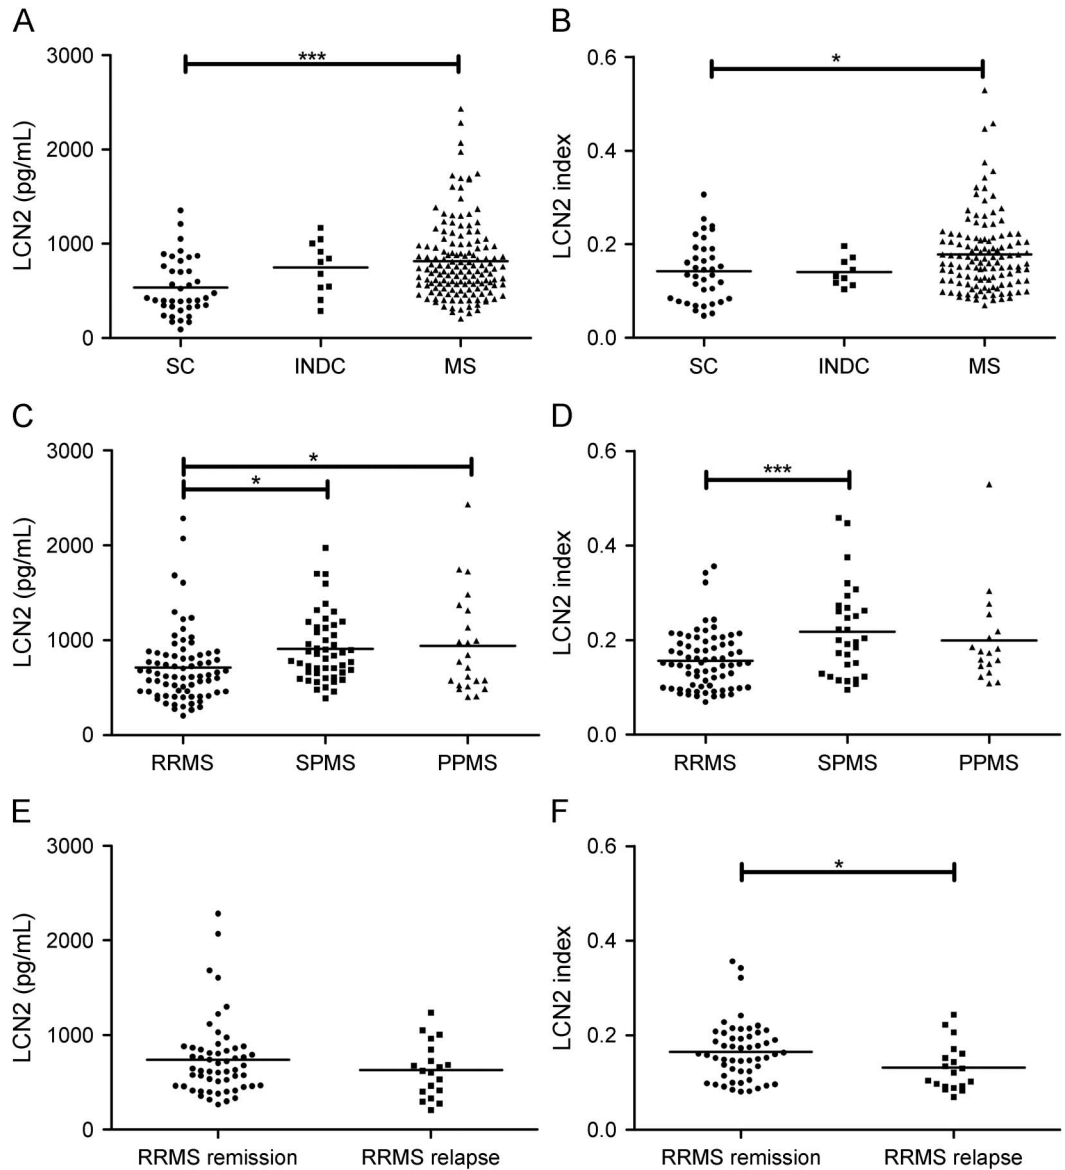 A
LCN2 (pg/mL)
3000
2000
1000
0
***
SC INDC MS
B
LCN2 index
0.6
0.4
0.2
0.0
*
SC INDC MS
C
LCN2 (pg/mL)
3000
2000
1000
0
*
*
RRMS SPMS PPMS
D
LCN2 index
0.6
0.4
0.2
0.0
***
RRMS SPMS PPMS
E
LCN2 (pg/mL)
3000
2000
1000
0
RRMS remission RRMS relapse
F
LCN2 index
0.6
0.4
0.2
0.0
*
RRMS remission RRMS relapse